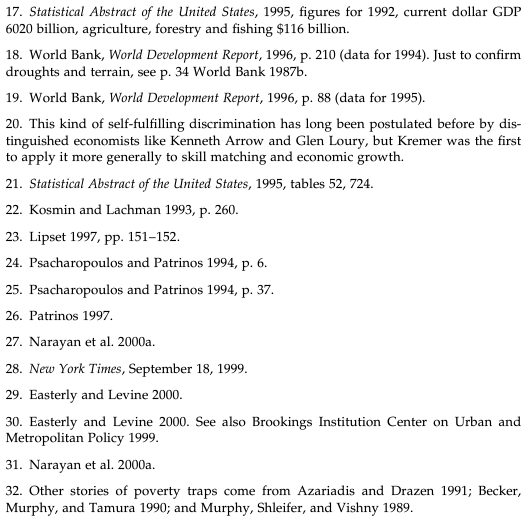 17. Statistical Abstract of the United States, 1995, figures for 1992, current dollar GDP
6020 billion, agriculture, forestry and fishing $116 billion.
18. World Bank, World Development Report, 1996, p. 210 (data for 1994). Just to confirm
droughts and terrain, see p. 34 World Bank 1987b.
19. World Bank, World Development Report, 1996, p. 88 (data for 1995).
20. This kind of self-fulfilling discrimination has long been postulated before by dis-
tinguished economists like Kenneth Arrow and Glen Loury, but Kremer was the first
to apply it more generally to skill matching and economic growth.
21. Statistical Abstract of the United States, 1995, tables 52, 724.
22. Kosmin and Lachman 1993, p. 260.
23. Lipset 1997, pp. 151–152.
24. Psacharopoulos and Patrinos 1994, p. 6.
25. Psacharopoulos and Patrinos 1994, p. 37.
26. Patrinos 1997.
27. Narayan et al. 2000a.
28. New York Times, September 18, 1999.
29. Easterly and Levine 2000.
30. Easterly and Levine 2000. See also Brookings Institution Center on Urban and
Metropolitan Policy 1999.
31. Narayan et al. 2000a.
32. Other stories of poverty traps come from Azariadis and Drazen 1991; Becker,
Murphy, and Tamura 1990; and Murphy, Shleifer, and Vishny 1989.